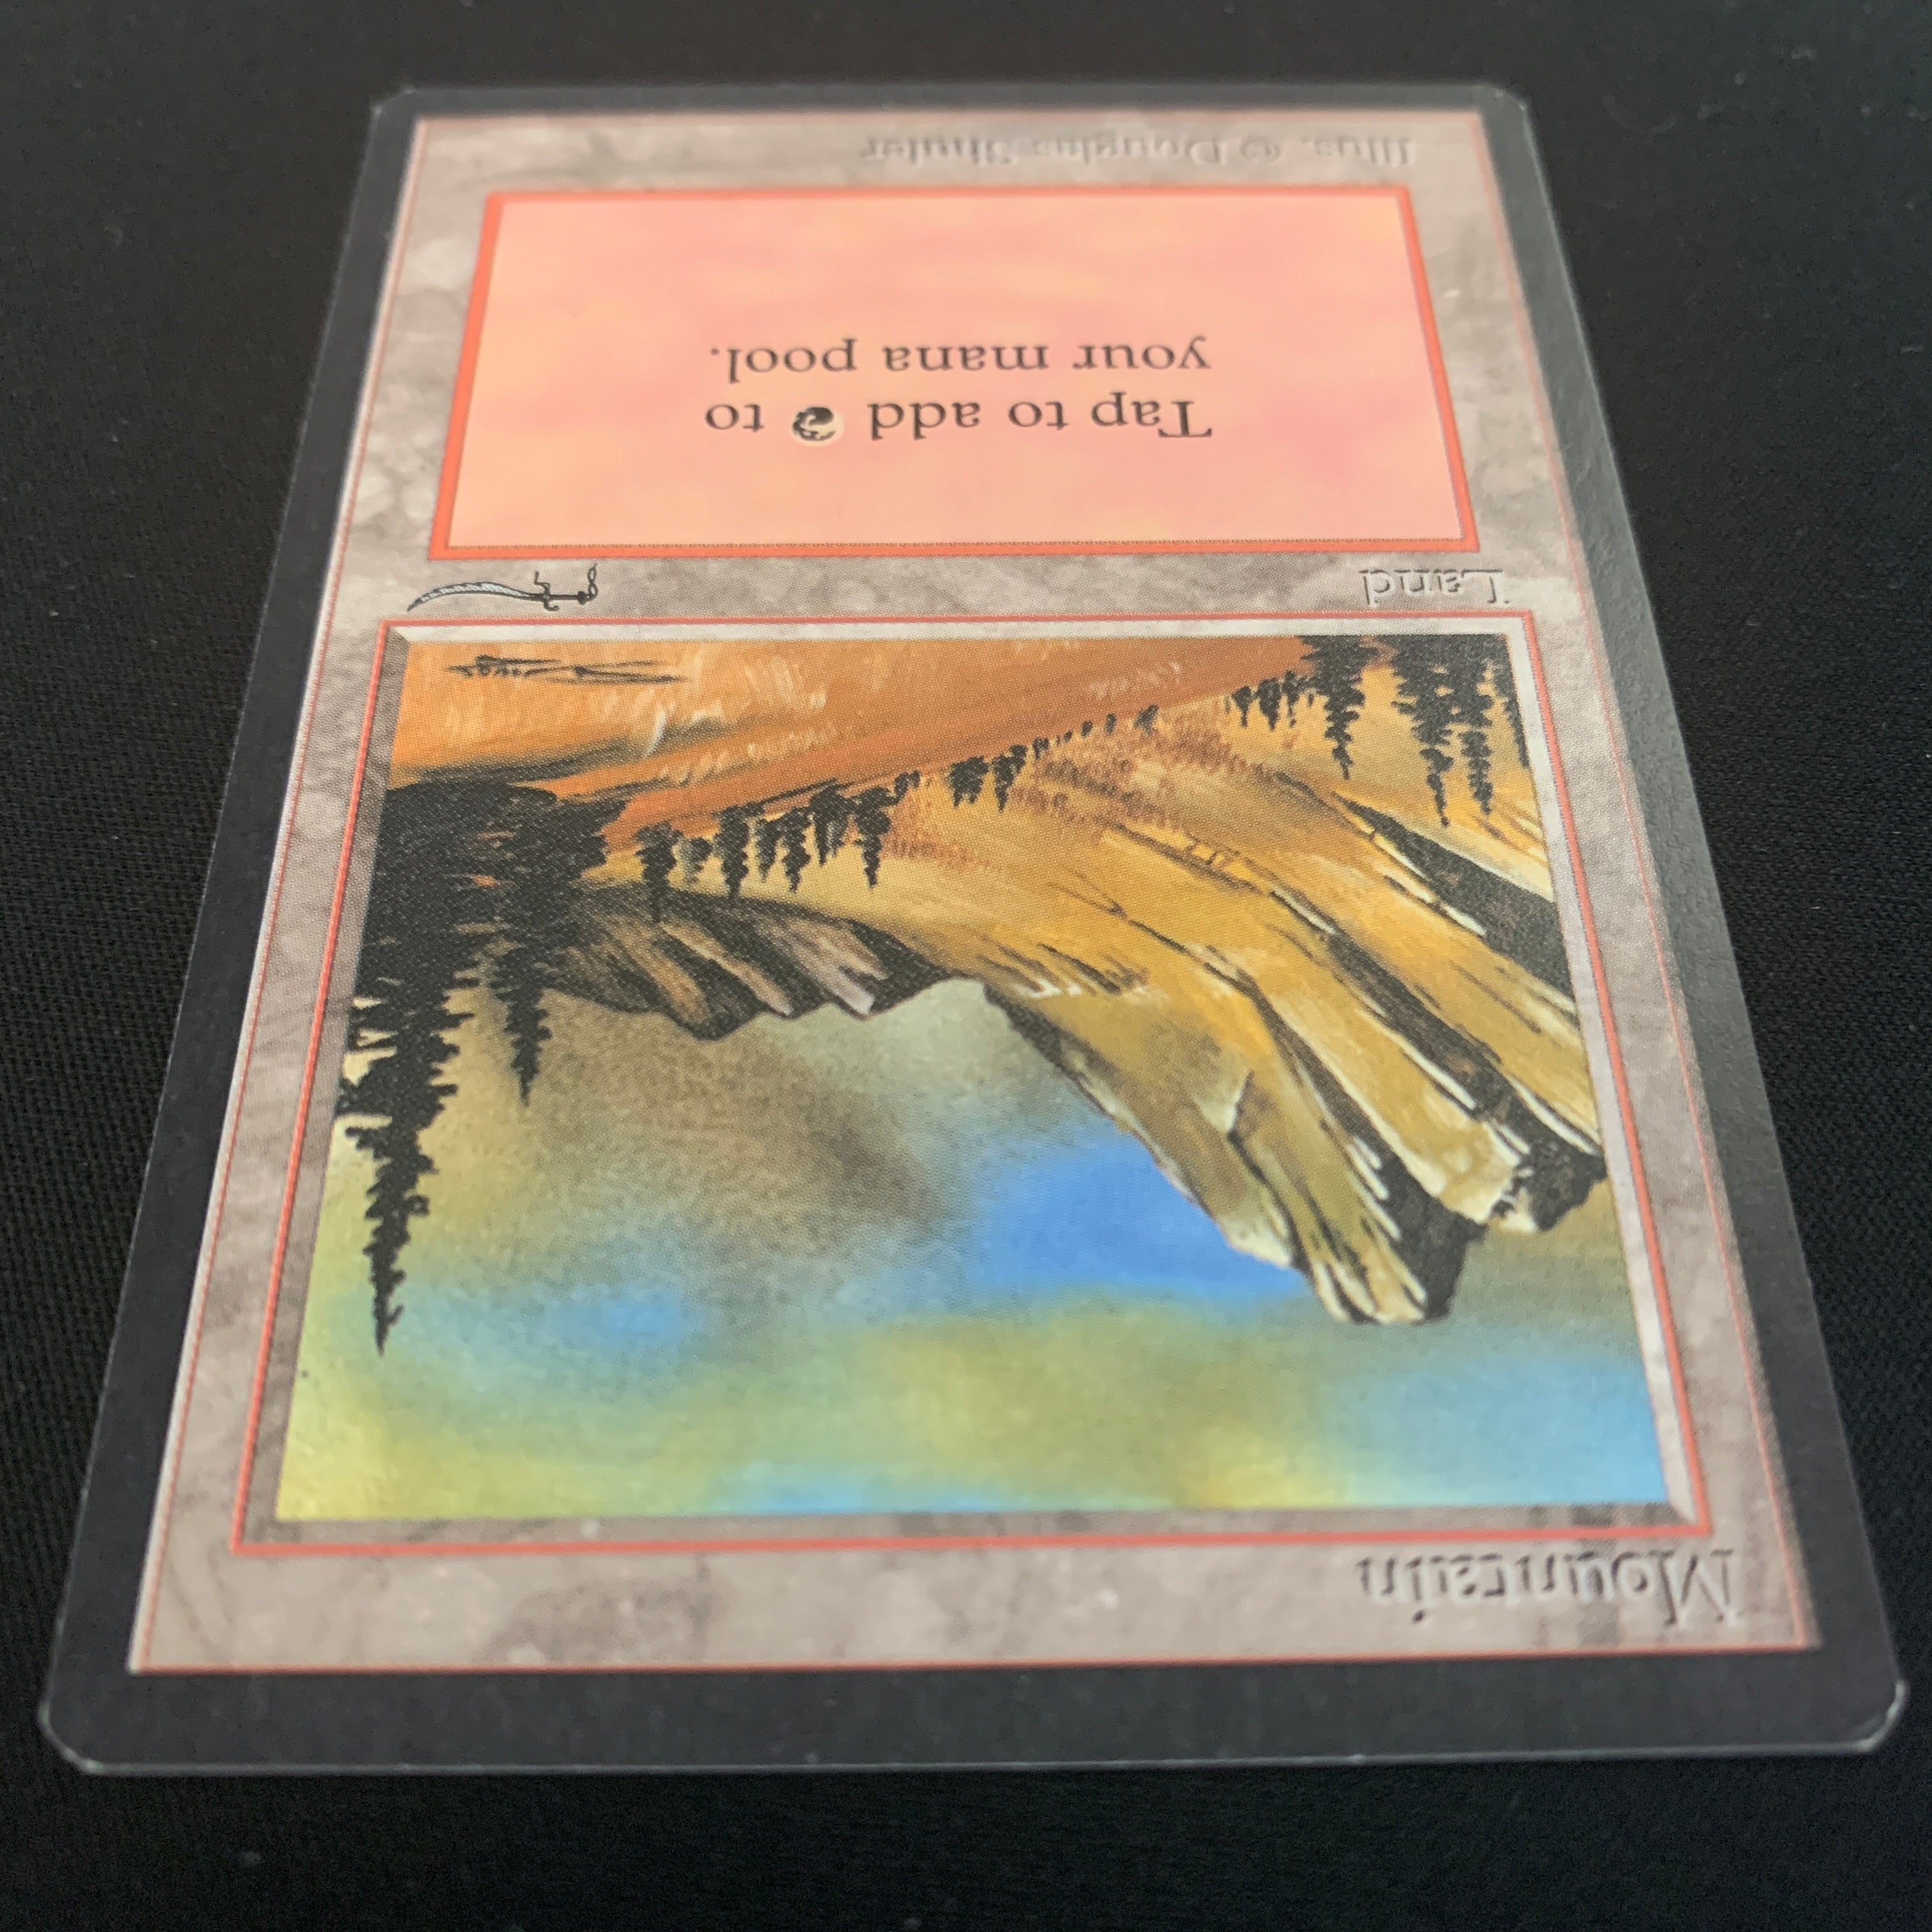 Mountain
Land
Tap to add to
your mana pool.
Illus. © Douglas Shuler